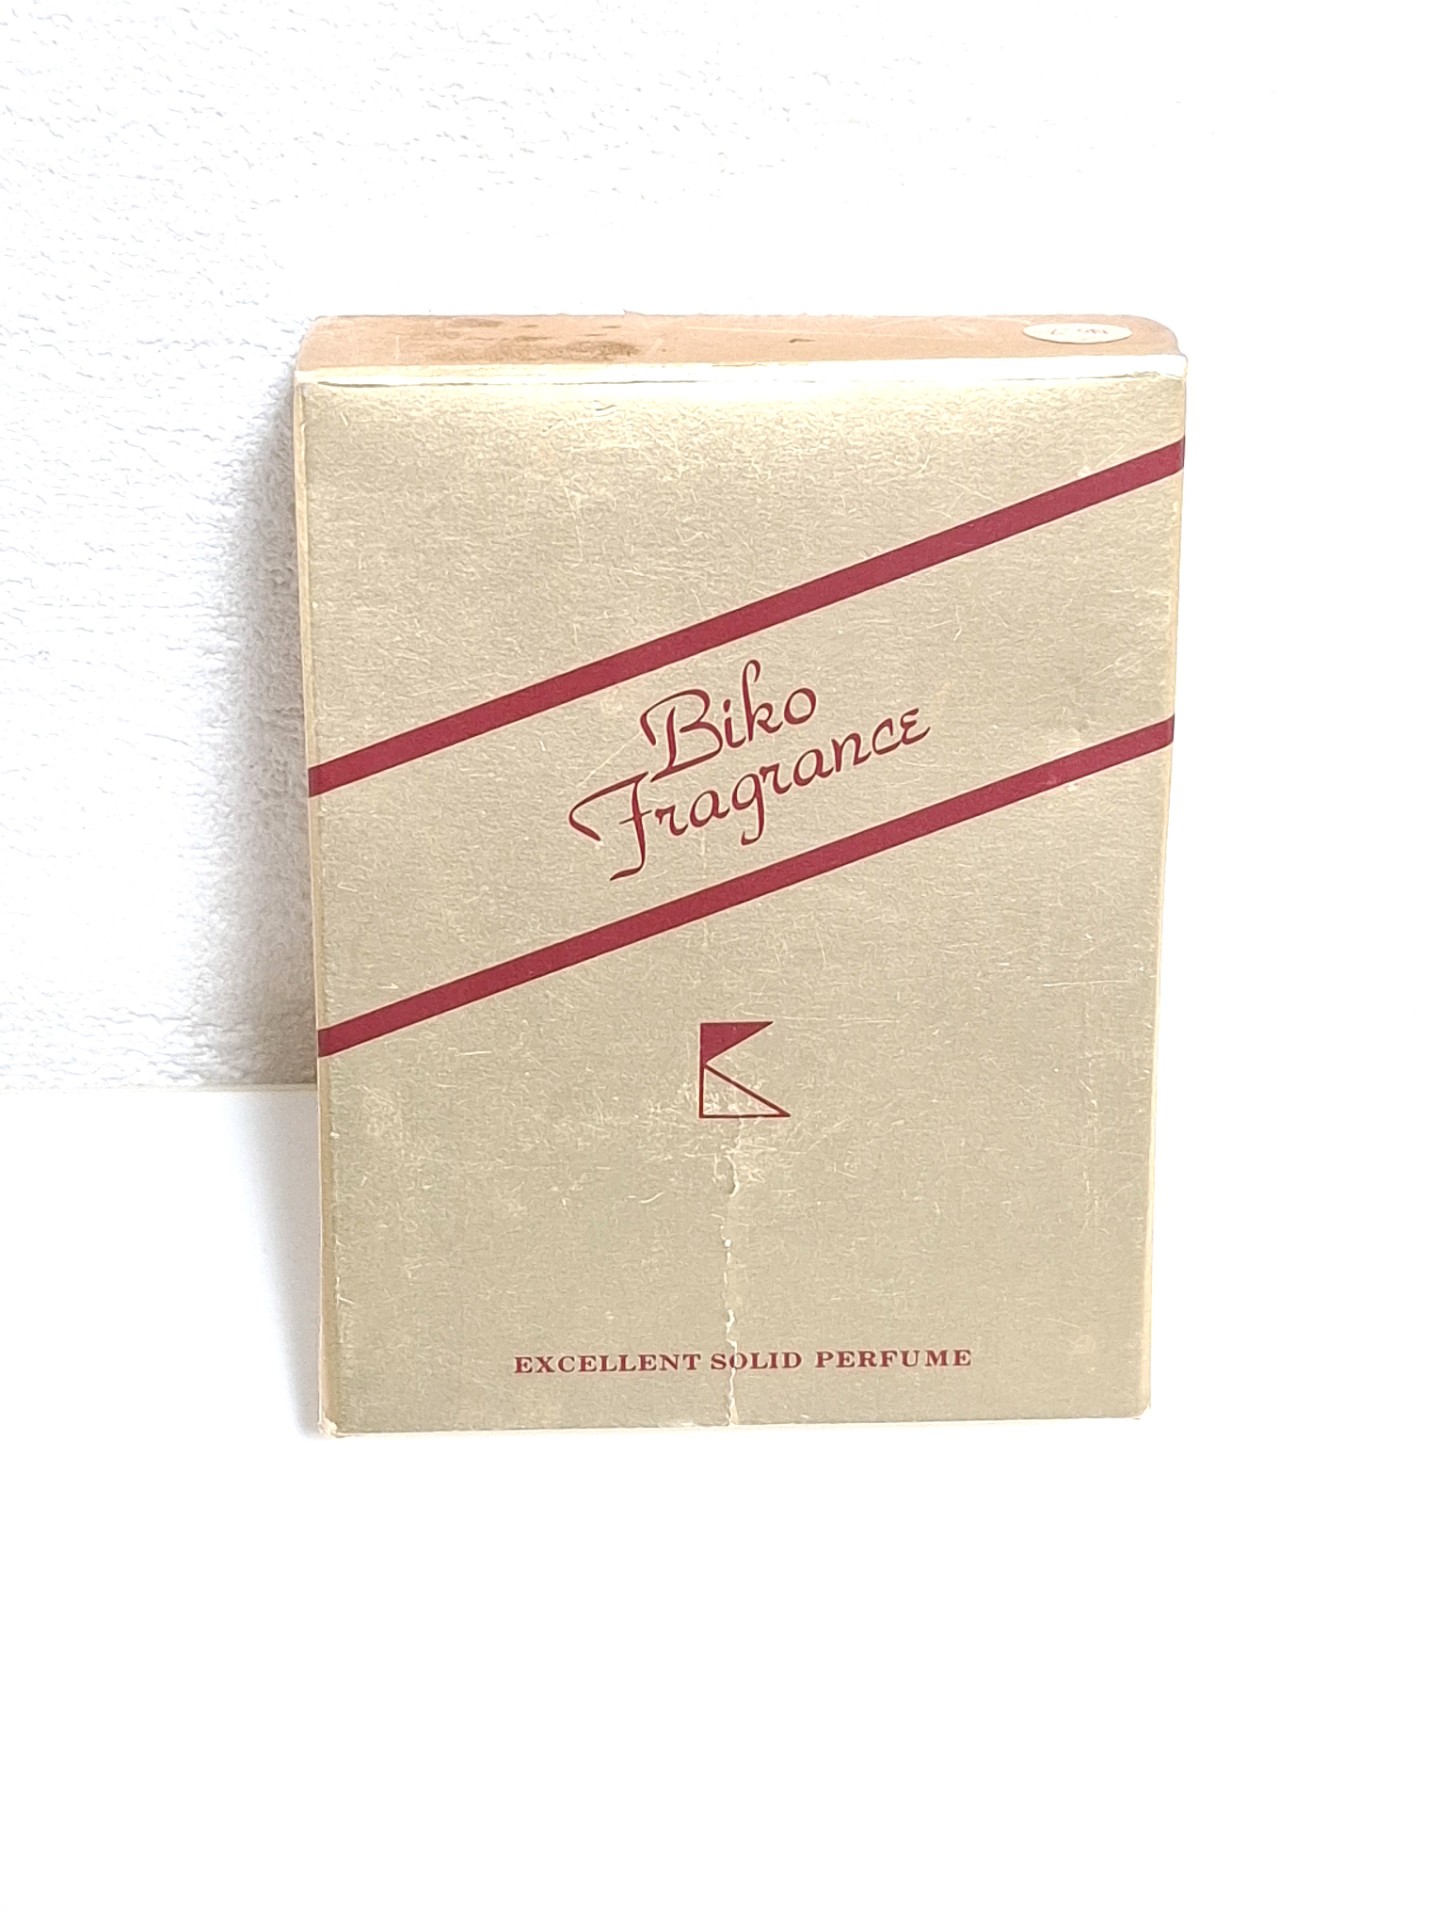 Biko
Fragrance
EXCELLENT SOLID PERFUME